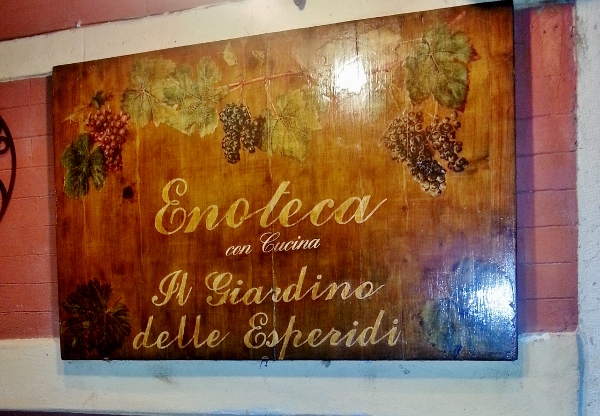 Enoteca
con Cucina
Il Giardino
delle Esperidi